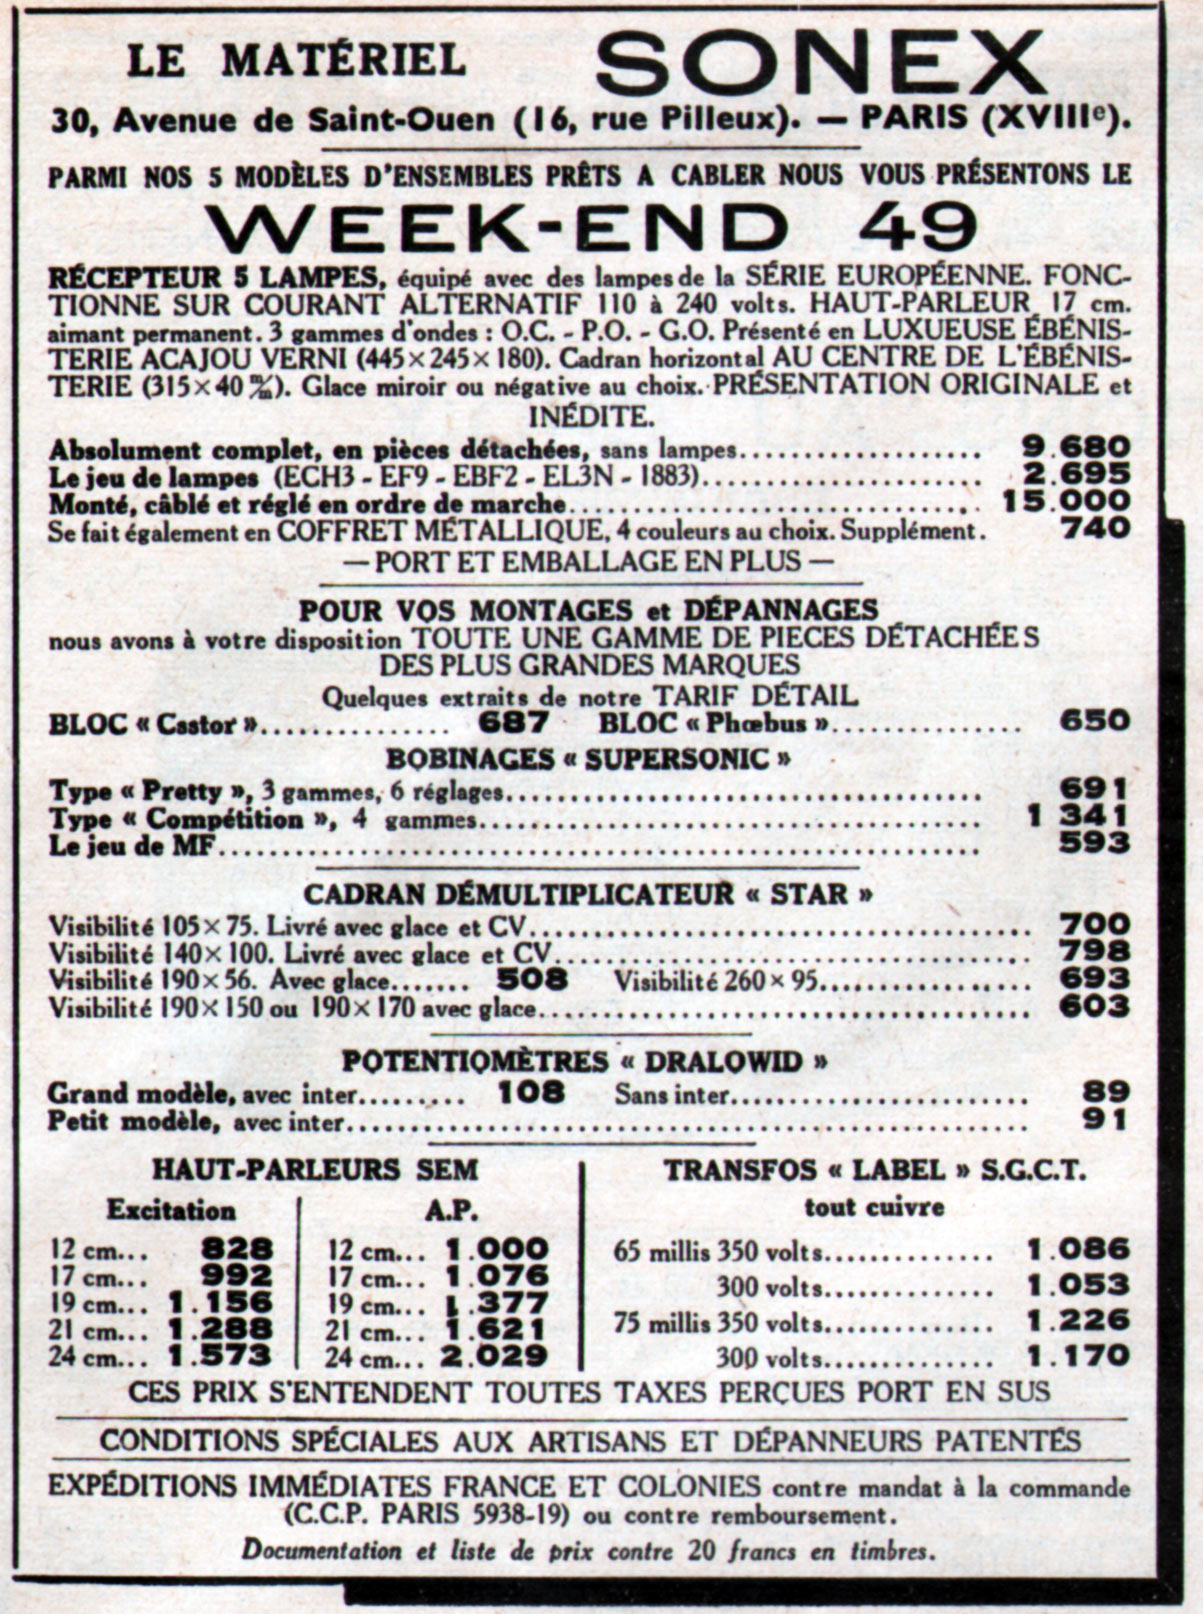 LE MATÉRIEL SONEX
30, Avenue de Saint-Ouen (16, rue Pilleux). — PARIS (XVIIIe).
PARMI NOS 5 MODÈLES D'ENSEMBLES PRÊTS A CABLER NOUS VOUS PRÉSENTONS LE
WEEK-END 49
RÉCEPTEUR 5 LAMPES, équipé avec des lampes de la SÉRIE EUROPÉENNE. FONC-
TIONNE SUR COURANT ALTERNATIF 110 à 240 volts. HAUT-PARLEUR 17 cm.
aimant permanent. 3 gammes d'ondes : O.C. - P.O. - G.O. Présenté en LUXUEUSE ÉBÉNIS-
TERIE ACAJOU VERNI (445×245×180). Cadran horizontal AU CENTRE DE L'ÉBÉNIS-
TERIE (315×40 m/m). Glace miroir ou négative au choix. PRÉSENTATION ORIGINALE et
INÉDITE.
Absolument complet, en pièces détachées, sans lampes.................. 9.680
Le jeu de lampes (ECH3 - EF9 - EBF2 - EL3N - 1883)..................... 2.695
Monté, câblé et réglé en ordre de marche.............................. 15.000
Se fait également en COFFRET MÉTALLIQUE, 4 couleurs au choix. Supplément. 740
— PORT ET EMBALLAGE EN PLUS —
POUR VOS MONTAGES et DÉPANNAGES
nous avons à votre disposition TOUTE UNE GAMME DE PIECES DÉTACHÉES
DES PLUS GRANDES MARQUES
Quelques extraits de notre TARIF DÉTAIL
BLOC « Csstor ».............. 687 BLOC « Phœbus ».............. 650
BOBINAGES « SUPERSONIC »
Type « Pretty », 3 gammes, 6 réglages.................................. 691
Type « Compétition », 4 gammes..................................... 1 341
Le jeu de MF........................................................ 593
CADRAN DÉMULTIPLICATEUR « STAR »
Visibilité 105×75. Livré avec glace et CV.................................... 700
Visibilité 140×100. Livré avec glace et CV.................................. 798
Visibilité 190×56. Avec glace....... 508 Visibilité 260×95............... 693
Visibilité 190×150 ou 190×170 avec glace................................... 603
POTENTIOMÈTRES « DRALOWID »
Grand modèle, avec inter......... 108 Sans inter..................... 89
Petit modèle, avec inter................................................. 91
HAUT-PARLEURS SEM
Excitation A.P.
12 cm... 828 12 cm... 1.000
17 cm... 992 17 cm... 1.076
19 cm... 1.156 19 cm... 1.377
21 cm... 1.288 21 cm... 1.621
24 cm... 1.573 24 cm... 2.029
TRANSFOS « LABEL » S.G.C.T.
tout cuivre
65 millis 350 volts.............. 1.086
300 volts.............. 1.053
75 millis 350 volts.............. 1.226
300 volts.............. 1.170
CES PRIX S'ENTENDENT TOUTES TAXES PERÇUES PORT EN SUS
CONDITIONS SPÉCIALES AUX ARTISANS ET DÉPANNEURS PATENTÉS
EXPÉDITIONS IMMÉDIATES FRANCE ET COLONIES contre mandat à la commande
(C.C.P. PARIS 5938-19) ou contre remboursement.
Documentation et liste de prix contre 20 francs en timbres.